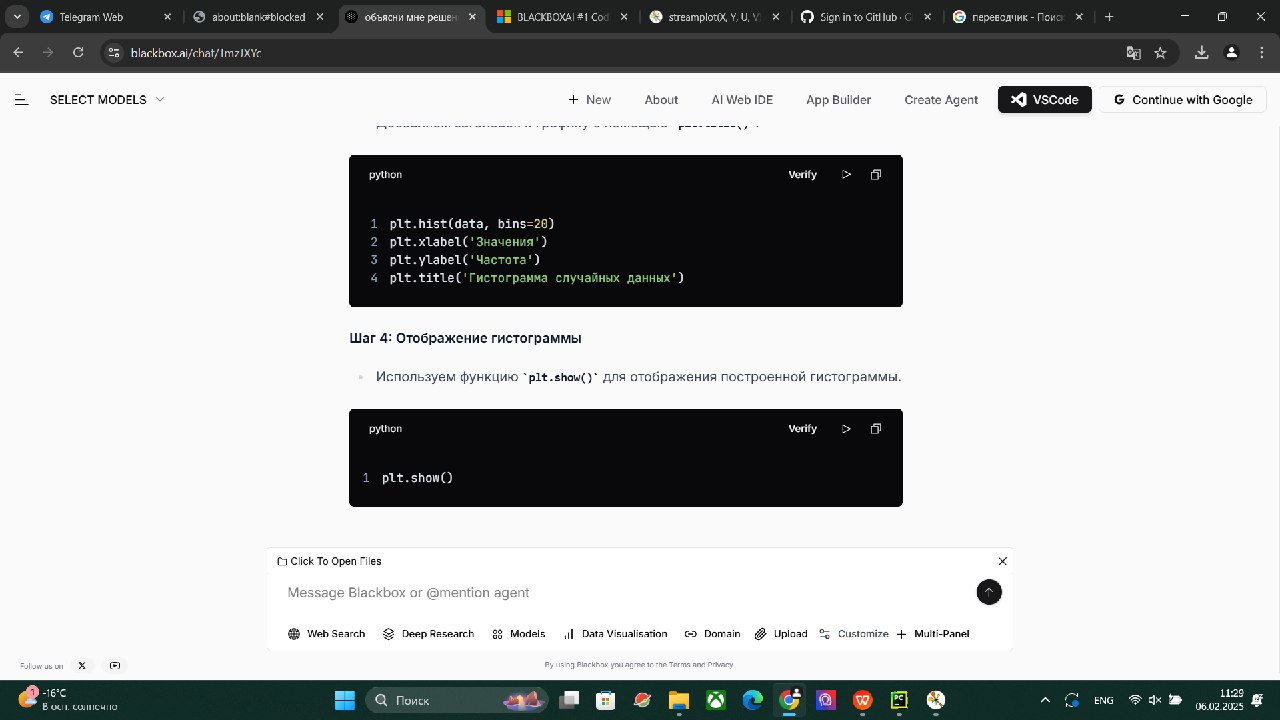 Telegram Web
about:blank#blocked
объясни мне решен
BLACKBOXAI #1 Cod
streamplot(X, Y, U, V)
Sign in to GitHub · Gi
переводчик - Поиск
blackbox.ai/chat/1mzJXYc
SELECT MODELS
New
About
AI Web IDE
App Builder
Create Agent
VSCode
Continue with Google
python
Verify
1 plt.hist(data, bins=20)
2 plt.xlabel('Значения')
3 plt.ylabel('Частота')
4 plt.title('Гистограмма случайных данных')
Шаг 4: Отображение гистограммы
Используем функцию `plt.show()` для отображения построенной гистограммы.
python
Verify
1 plt.show()
Click To Open Files
Message Blackbox or @mention agent
Web Search
Deep Research
Models
Data Visualisation
Domain
Upload
Customize
Multi-Panel
Follow us on
By using Blackbox you agree to the Terms and Privacy.
1
-16°C
В осн. солнечно
Поиск
ENG
11:29
06.02.2025